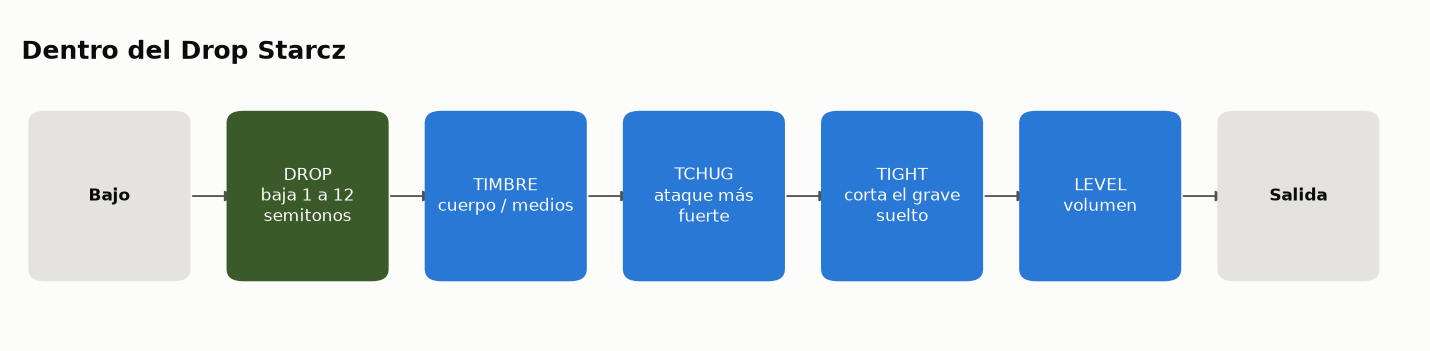 Dentro del Drop Starcz
Bajo
DROP
baja 1 a 12
semitonos
TIMBRE
cuerpo / medios
TCHUG
ataque más
fuerte
TIGHT
corta el grave
suelto
LEVEL
volumen
Salida